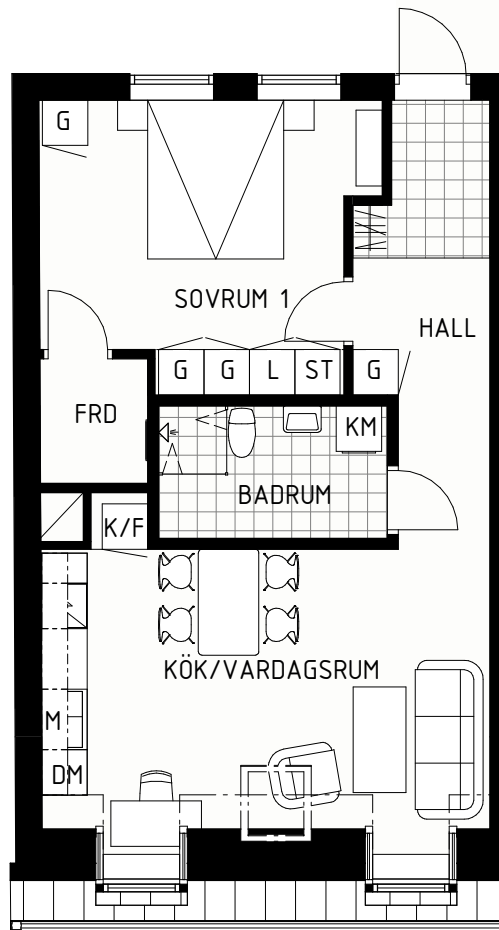 G
SOVRUM 1
HALL
G G L ST G
FRD
KM
BADRUM
K/F
KÖK/VARDAGSRUM
M
DM